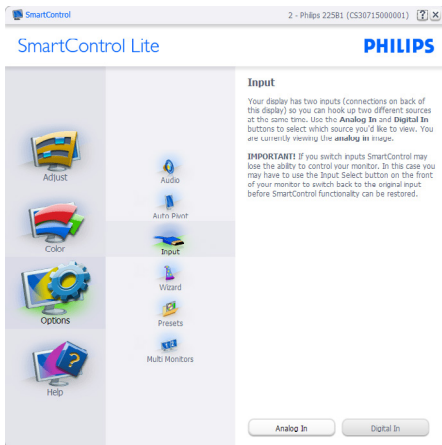 SmartControl
2 - Philips 225B1 (CS30715000001)
SmartControl Lite
PHILIPS
Adjust
Color
Options
Help
Audio
Auto Pivot
Input
Wizard
Presets
Multi Monitors
Input
Your display has two inputs (connections on back of
this display) so you can hook up two different sources
at the same time. Use the Analog In and Digital In
buttons to select which source you'd like to view. You
are currently viewing the analog in image.
IMPORTANT! If you switch inputs SmartControl may
lose the ability to control your monitor. In this case you
may have to use the Input Select button on the front
of your monitor to switch back to the original input
before SmartControl functionality can be restored.
Analog In
Digital In